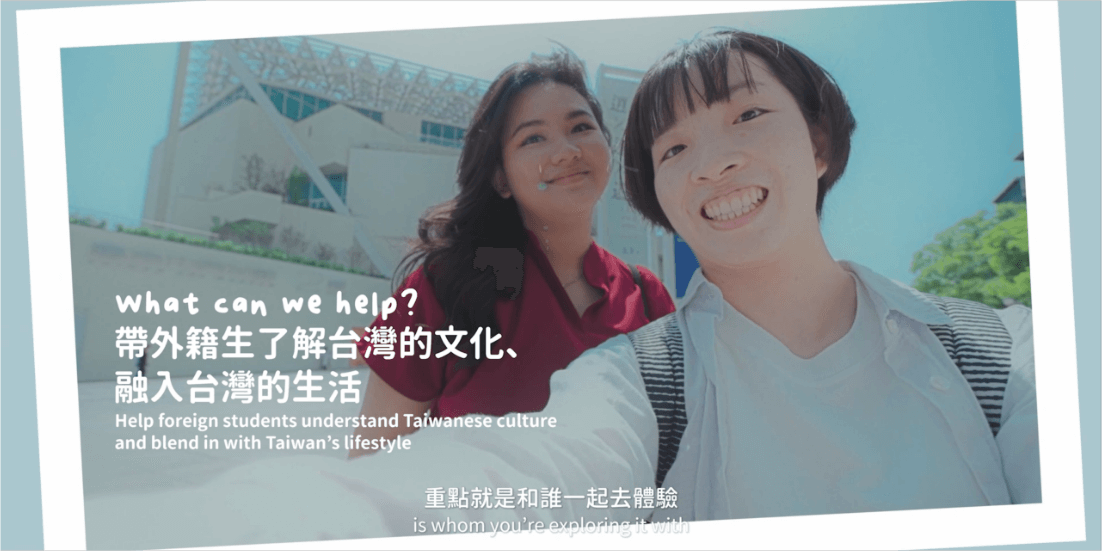 What can we help?
帶外籍生了解台灣的文化、
融入台灣的生活
Help foreign students understand Taiwanese culture
and blend in with Taiwan's lifestyle
重點就是和誰一起去體驗
is whom you're exploring it with